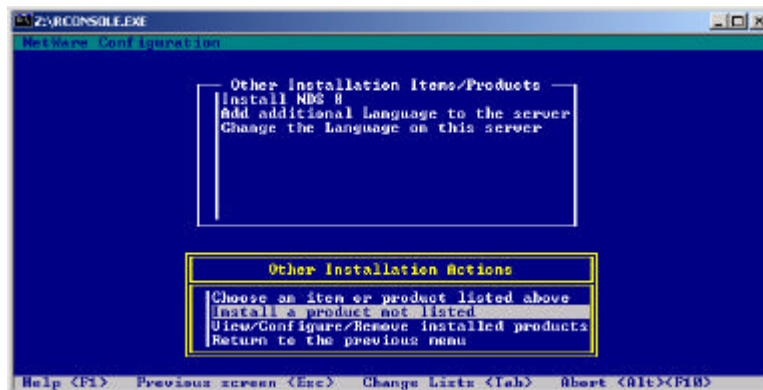 Z:\RCONSOLE.EXE
NetWare Configuration
Other Installation Items/Products
Install NDS 8
Add additional Language to the server
Change the Language on this server
Other Installation Actions
Choose an item or product listed above
Install a product not listed
View/Configure/Remove installed products
Return to the previous menu
Help <F1> Previous screen <Esc> Change Lists <Tab> Abort <Alt><F10>